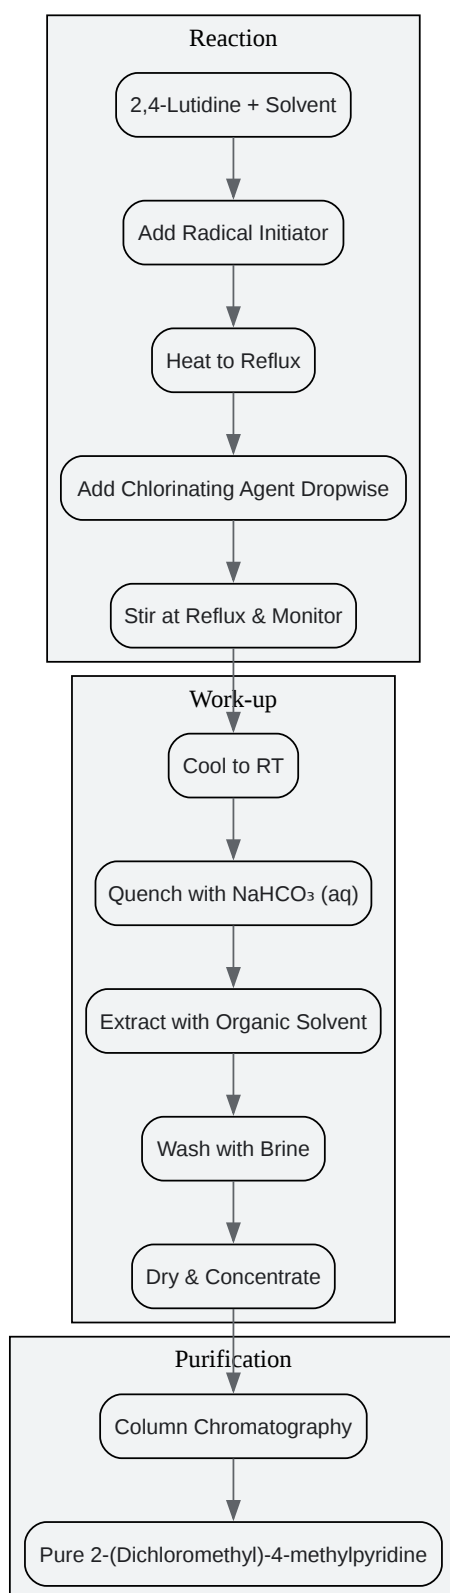 Reaction
2,4-Lutidine + Solvent
Add Radical Initiator
Heat to Reflux
Add Chlorinating Agent Dropwise
Stir at Reflux & Monitor
Work-up
Cool to RT
Quench with NaHCO₃ (aq)
Extract with Organic Solvent
Wash with Brine
Dry & Concentrate
Purification
Column Chromatography
Pure 2-(Dichloromethyl)-4-methylpyridine